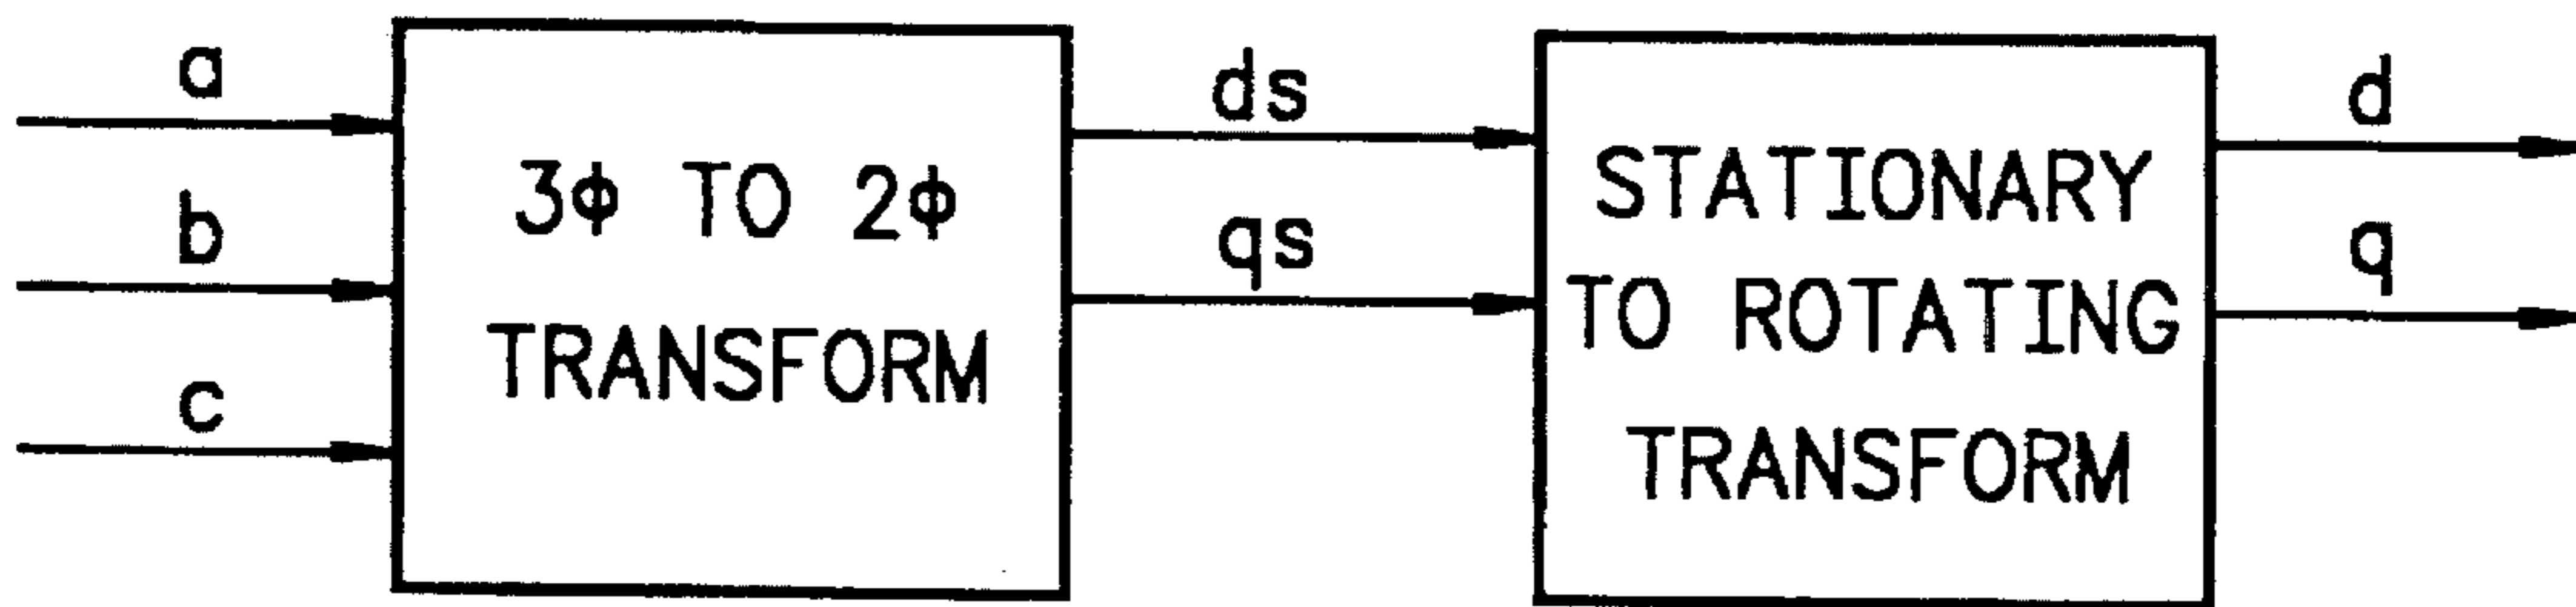 a
b
c
3φ TO 2φ
TRANSFORM
ds
qs
STATIONARY
TO ROTATING
TRANSFORM
d
q